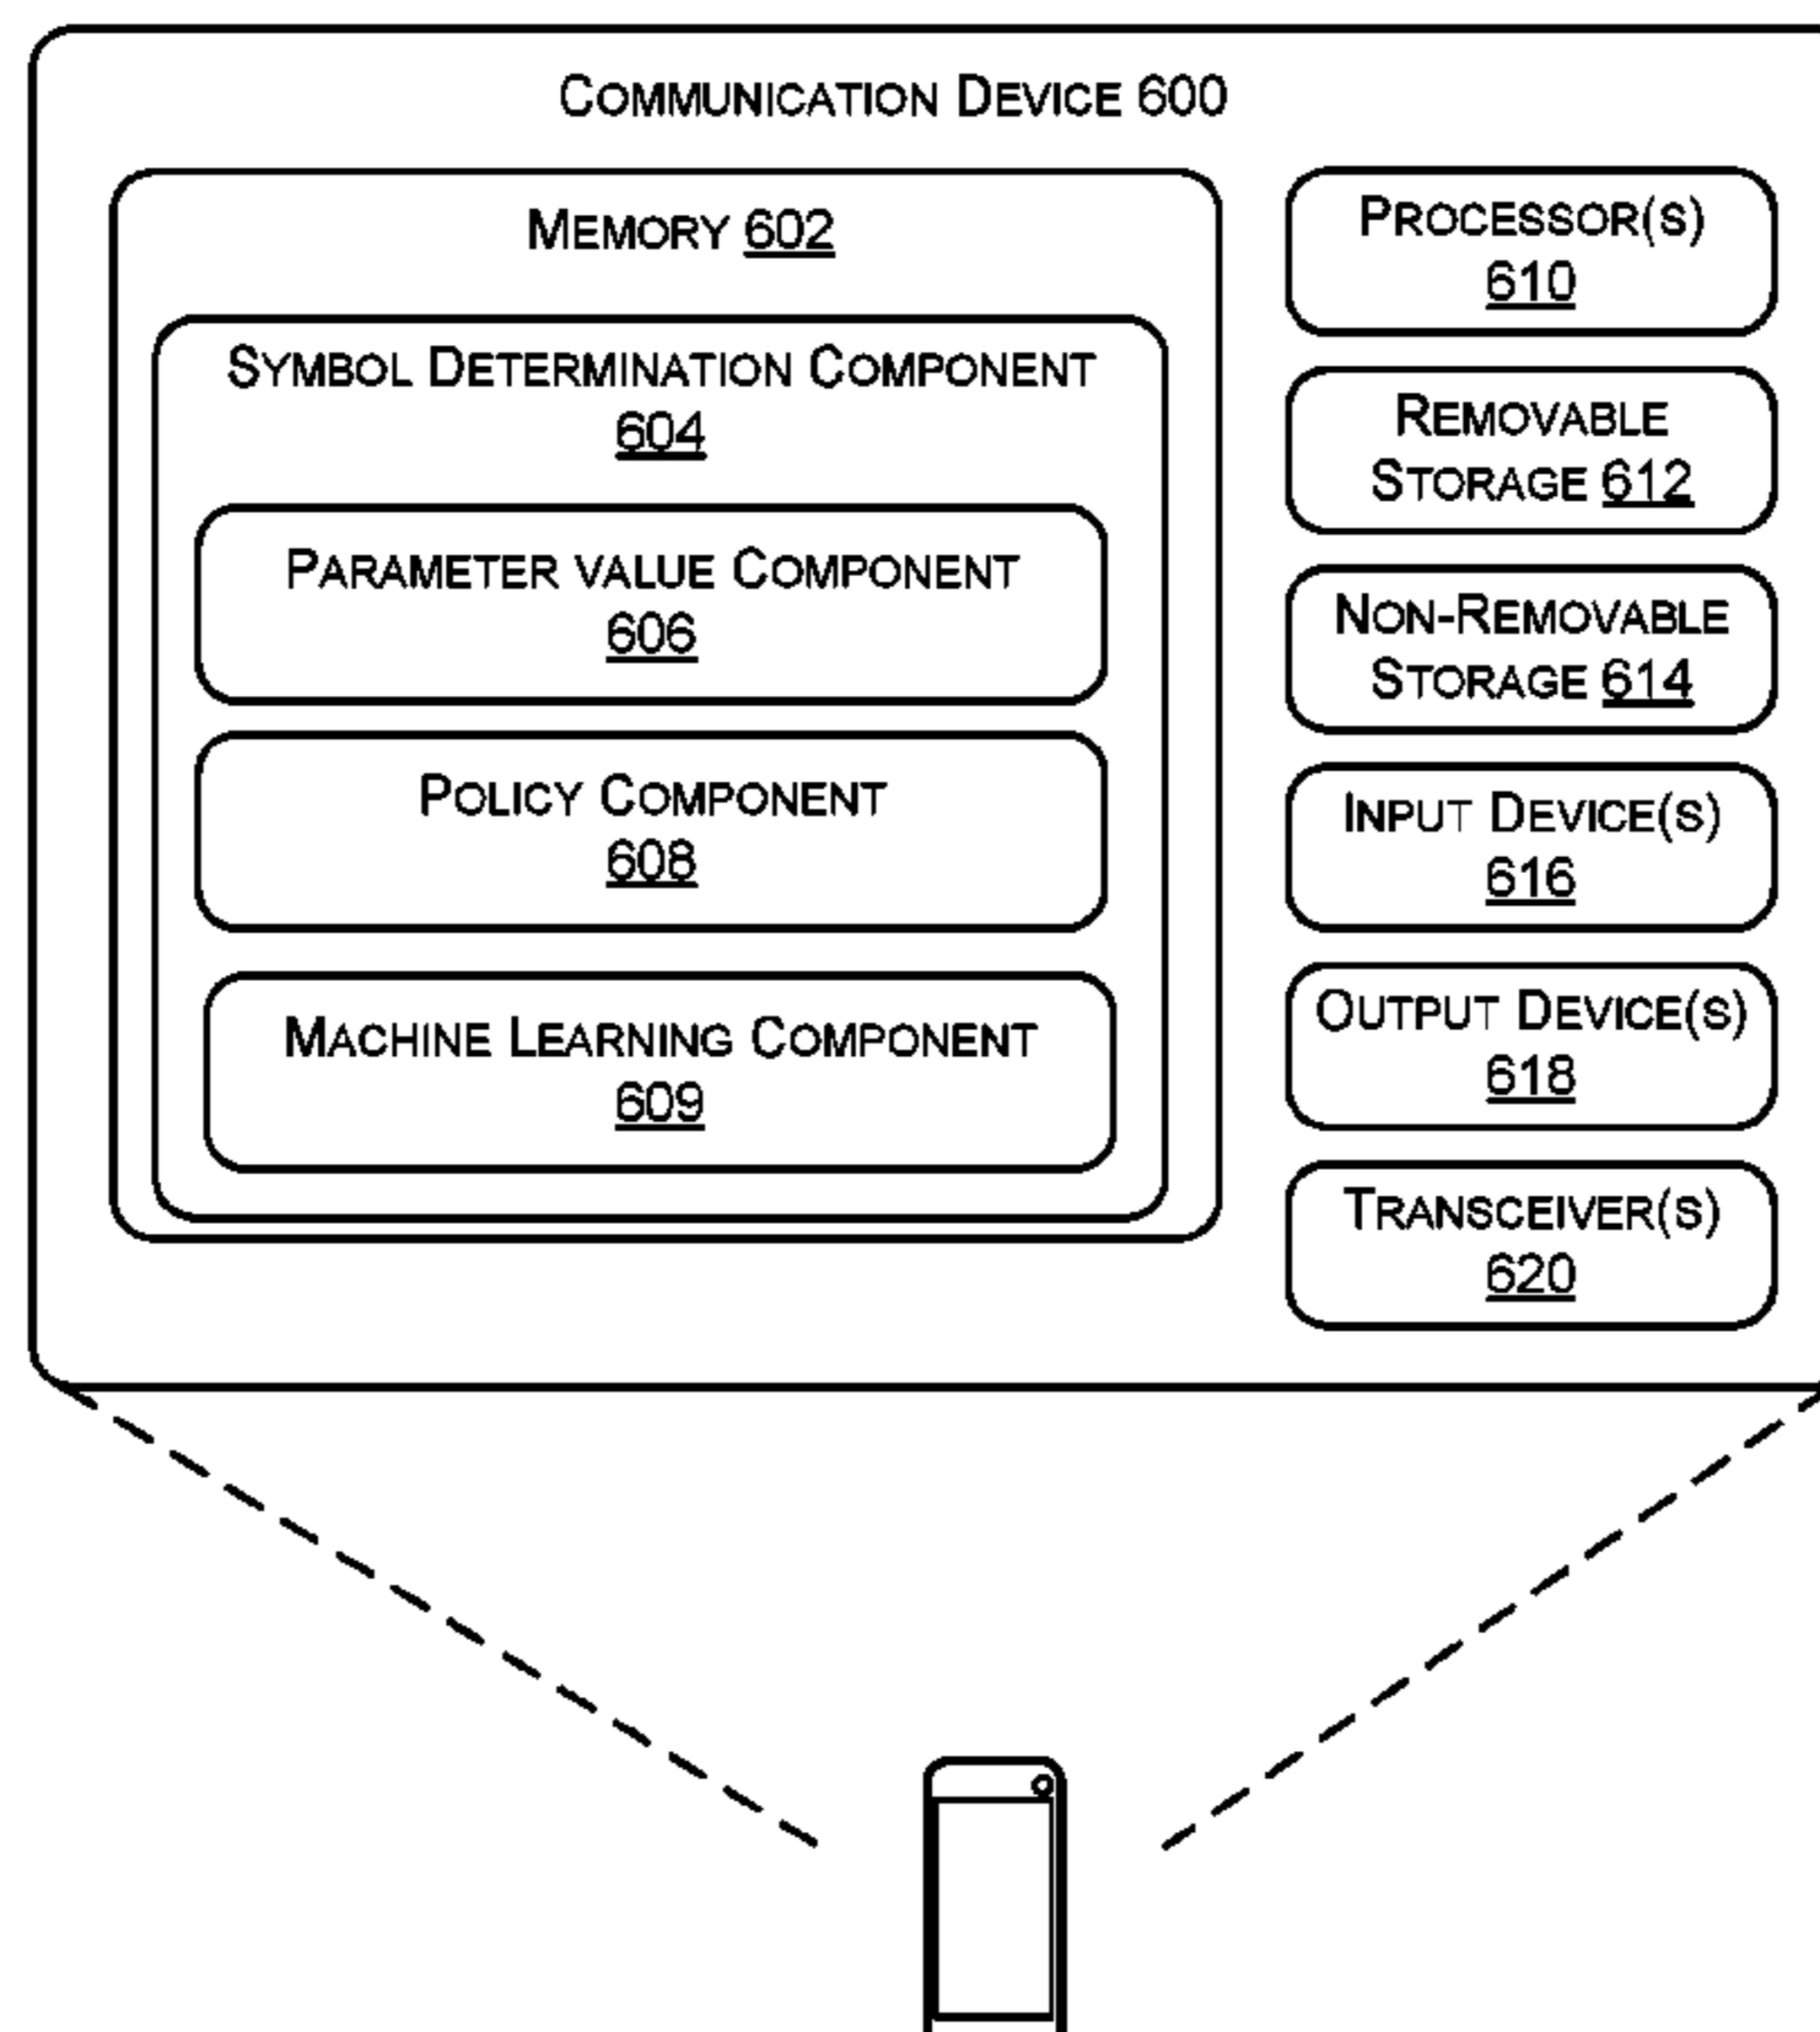 COMMUNICATION DEVICE 600
MEMORY 602
SYMBOL DETERMINATION COMPONENT
604
PARAMETER VALUE COMPONENT
606
POLICY COMPONENT
608
MACHINE LEARNING COMPONENT
609
PROCESSOR(S)
610
REMOVABLE
STORAGE 612
NON-REMOVABLE
STORAGE 614
INPUT DEVICE(S)
616
OUTPUT DEVICE(S)
618
TRANSCEIVER(S)
620